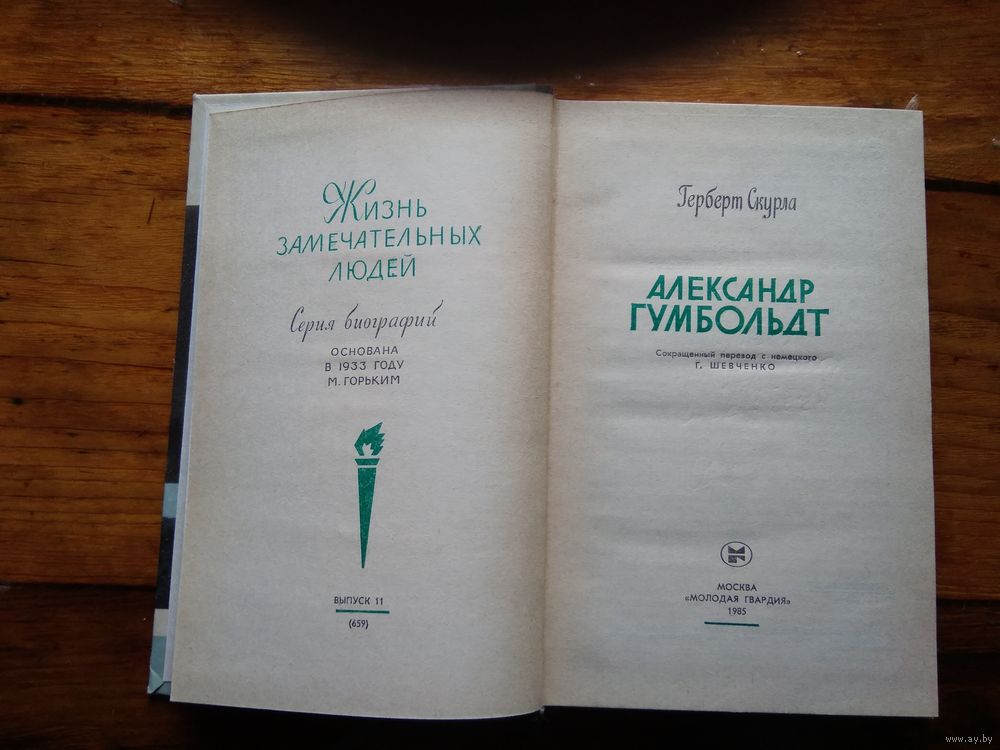 Жизнь
ЗАМЕЧАТЕЛЬНЫХ
ЛЮДЕЙ
Серия биографий
ОСНОВАНА
В 1933 ГОДУ
М. ГОРЬКИМ
ВЫПУСК 11
(659)
Герберт Скурла
АЛЕКСАНДР
ГУМБОЛЬДТ
Сокращенный перевод с немецкого
Г. ШЕВЧЕНКО
МОСКВА
«МОЛОДАЯ ГВАРДИЯ»
1985
www.ay.by